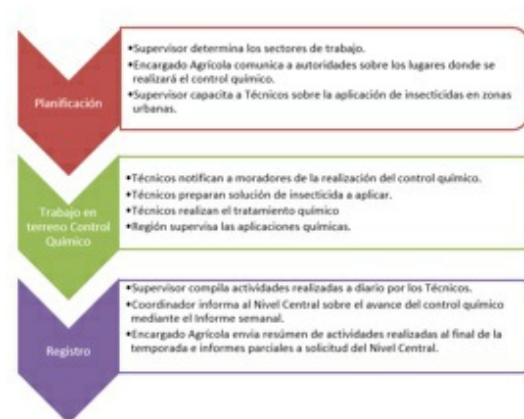 Planificación
•Supervisor determina los sectores de trabajo.
•Encargado Agrícola comunica a autoridades sobre los lugares donde se
realizará el control químico.
•Supervisor capacita a Técnicos sobre la aplicación de insecticidas en zonas
urbanas.
Trabajo en
terreno Control
Químico
•Técnicos notifican a moradores de la realización del control químico.
•Técnicos preparan solución de insecticida a aplicar.
•Técnicos realizan el tratamiento químico
•Región supervisa las aplicaciones químicas.
Registro
•Supervisor compila actividades realizadas a diario por los Técnicos.
•Coordinador informa al Nivel Central sobre el avance del control químico
mediante el Informe semanal.
•Encargado Agrícola envía resúmen de actividades realizadas al final de la
temporada e informes parciales a solicitud del Nivel Central.